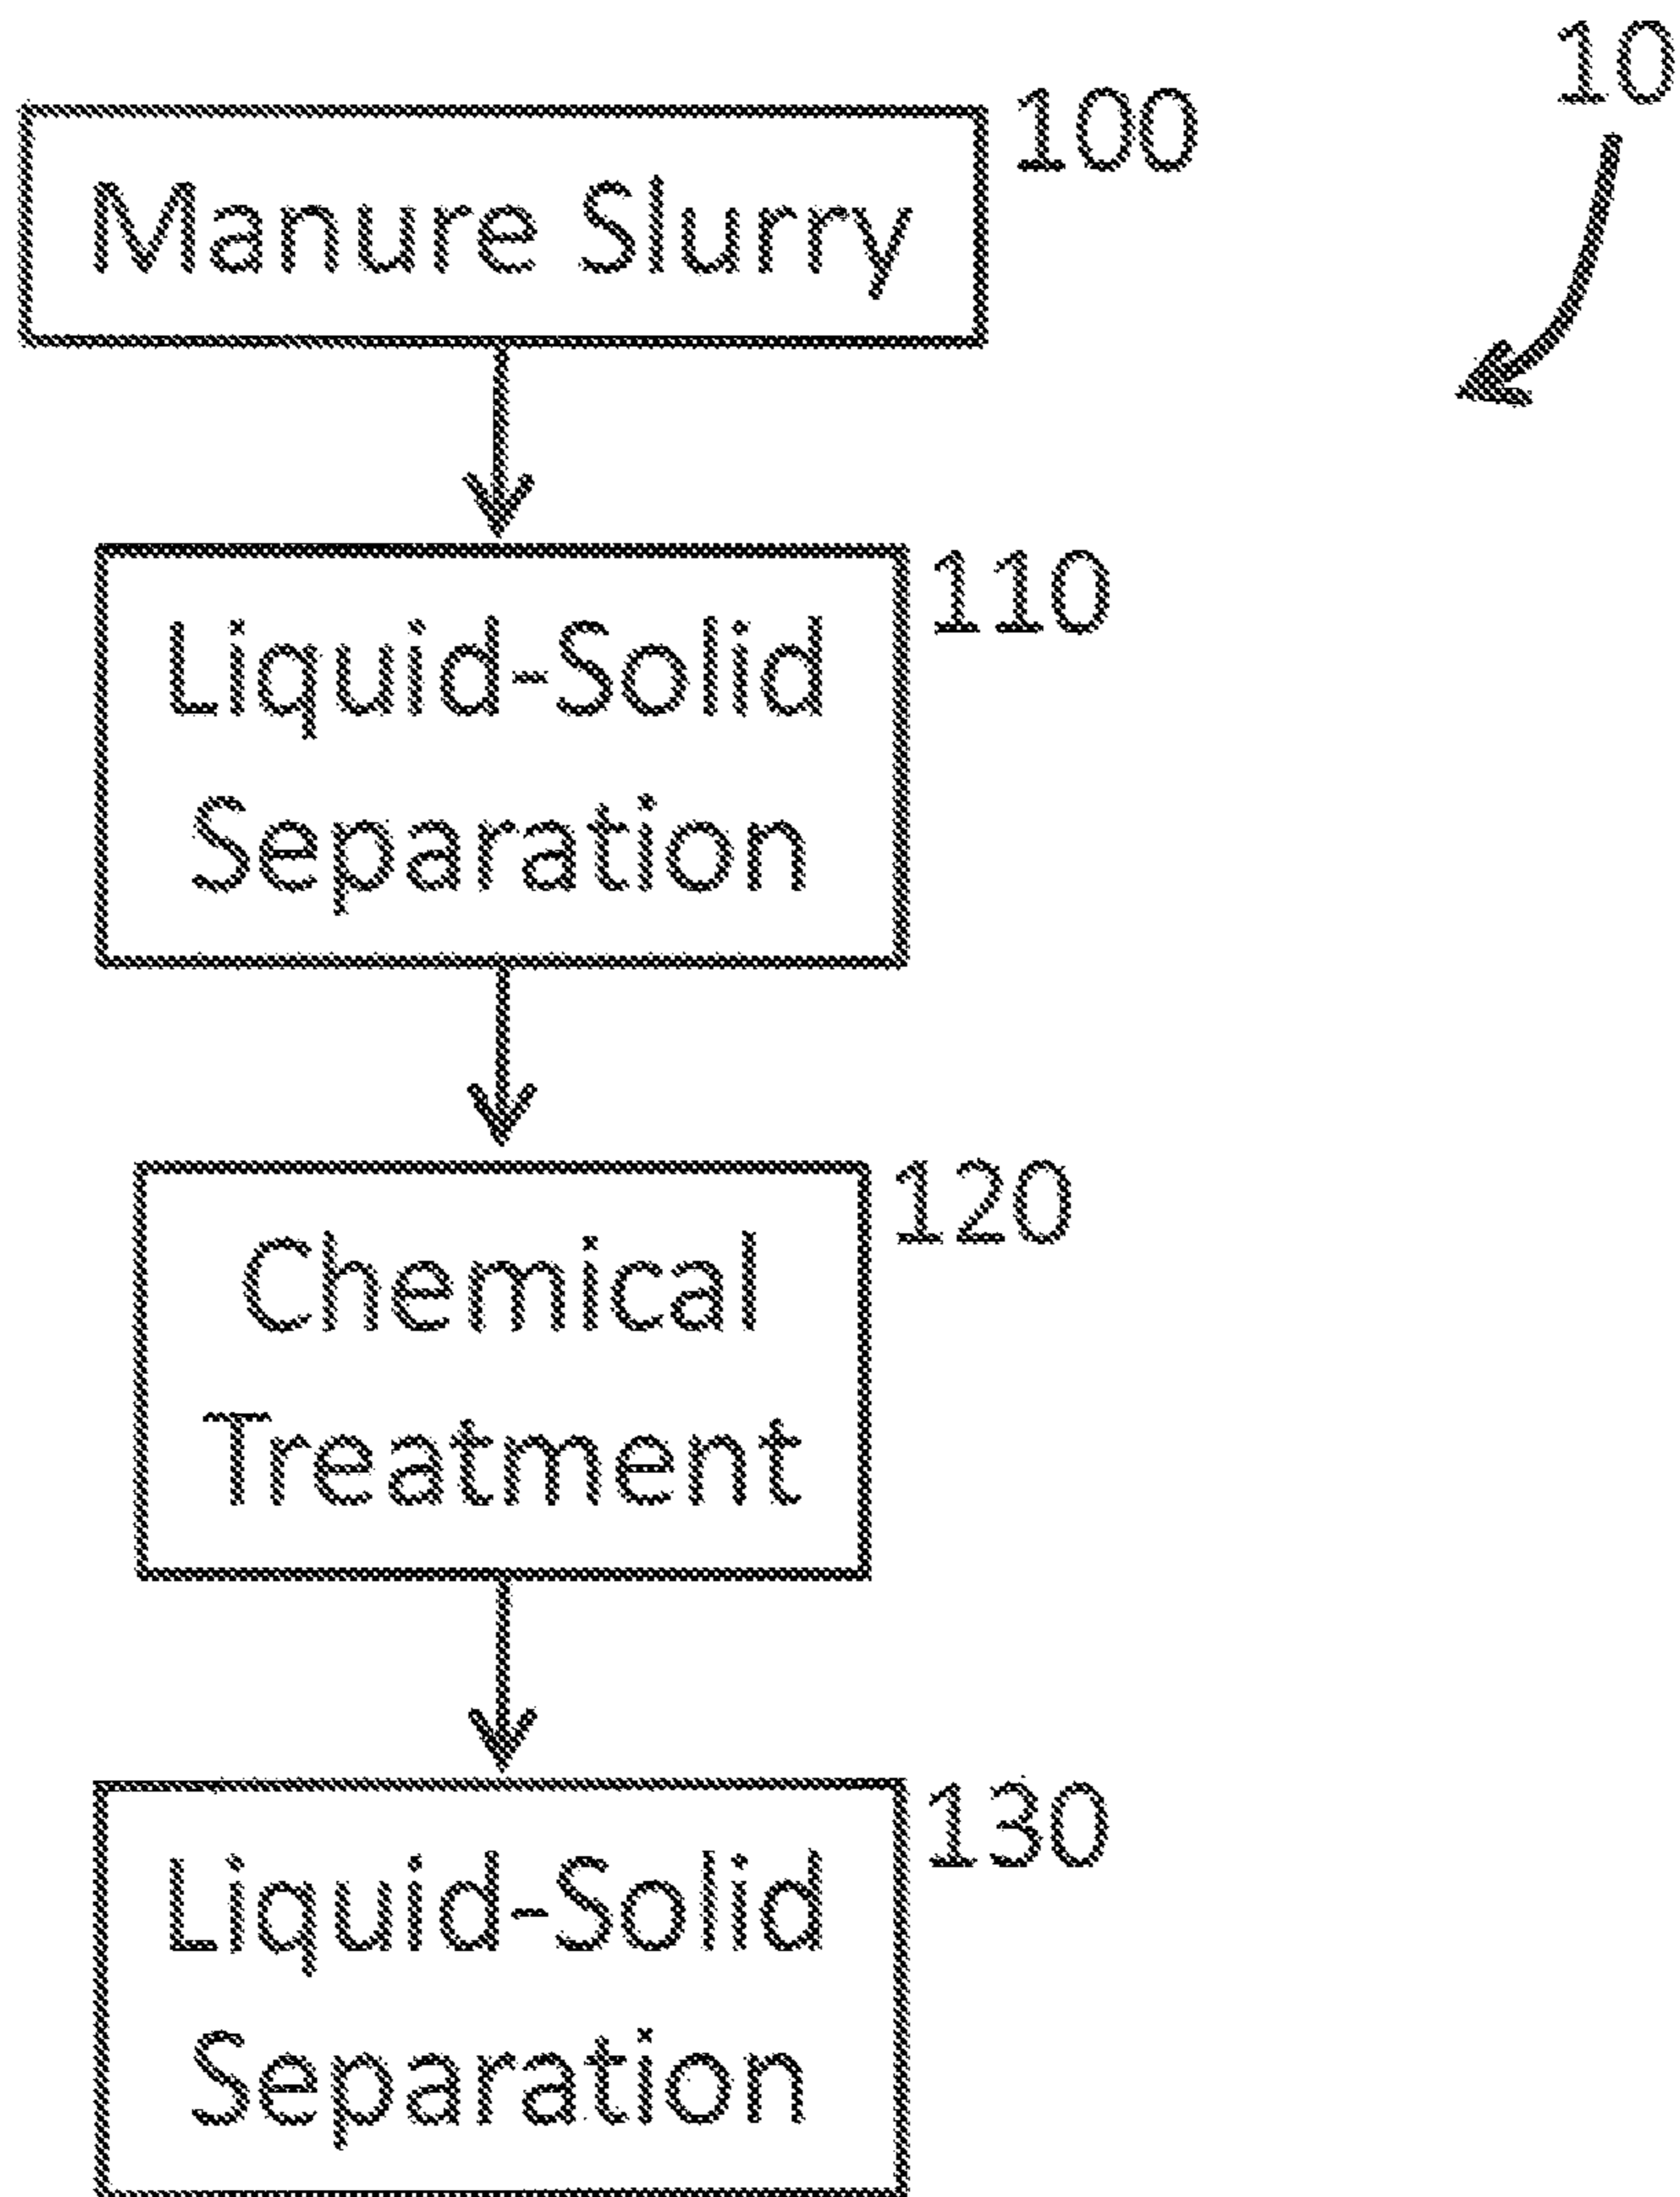 10
Manure Slurry
100
Liquid-Solid
Separation
110
Chemical
Treatment
120
Liquid-Solid
Separation
130